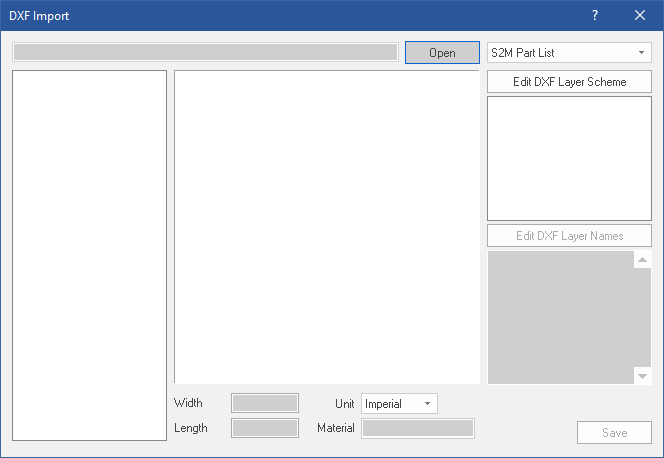 DXF Import
?
Open
S2M Part List
Edit DXF Layer Scheme
Edit DXF Layer Names
Width
Unit
Imperial
Length
Material
Save